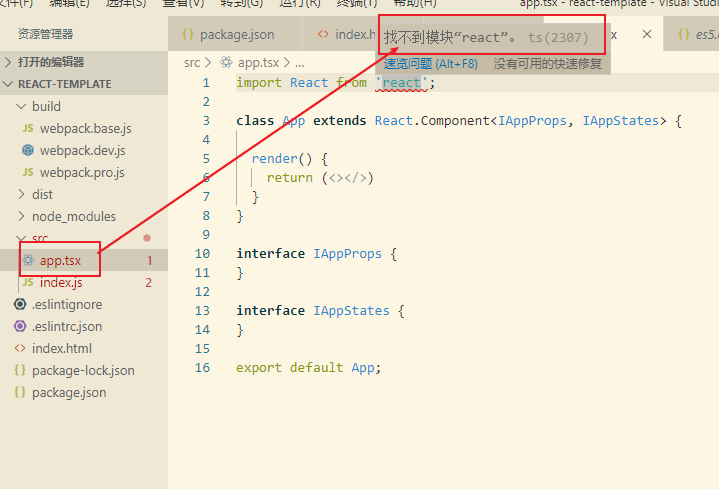 文件(F) 编辑(E) 选择(S) 查看(V) 转到(G) 运行(R) 终端(T) 帮助(H) app.tsx - react-template - Visual Studio
资源管理器
package.json
index.h
es5.
找不到模块“react”。 ts(2307)
速览问题 (Alt+F8) 没有可用的快速修复
打开的编辑器
REACT-TEMPLATE
build
JS webpack.base.js
webpack.dev.js
JS webpack.pro.js
dist
node_modules
src
app.tsx 1
JS index.js 2
.eslintignore
.eslintrc.json
index.html
package-lock.json
package.json
src > app.tsx > ...
1 import React from 'react';
2
3 class App extends React.Component<IAppProps, IAppStates> {
4
5 render() {
6 return (<></>)
7 }
8 }
9
10 interface IAppProps {
11 }
12
13 interface IAppStates {
14 }
15
16 export default App;